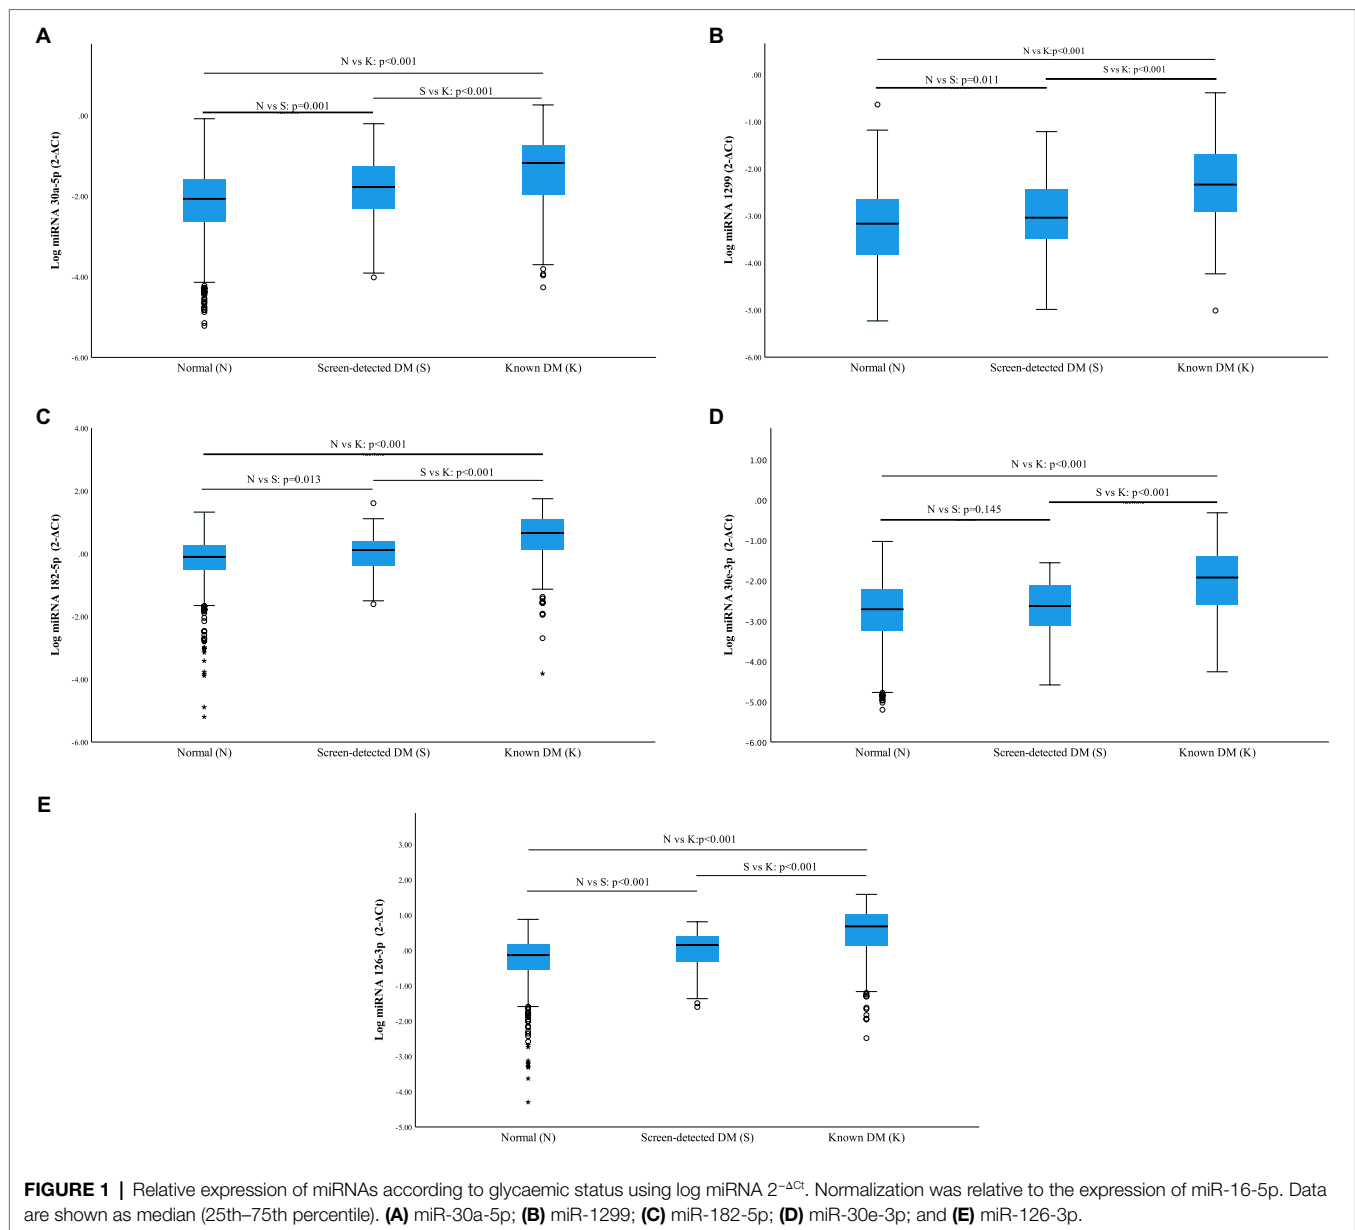 A
N vs K: p<0.001
S vs K: p<0.001
N vs S: p=0.001
Log miRNA 30a-5p (2-ΔCt)
.00
-2.00
-4.00
-6.00
Normal (N)
Screen-detected DM (S)
Known DM (K)
B
N vs K:p<0.001
S vs K: p<0.001
N vs S: p=0.011
Log miRNA 1299 (2-ΔCt)
.00
-1.00
-2.00
-3.00
-4.00
-5.00
-6.00
Normal (N)
Screen-detected DM (S)
Known DM (K)
C
N vs K: p<0.001
S vs K: p<0.001
N vs S: p=0.013
Log miRNA 182-5p (2-ΔCt)
4.00
2.00
.00
-2.00
-4.00
-6.00
Normal (N)
Screen-detected DM (S)
Known DM (K)
D
N vs K: p<0.001
S vs K: p<0.001
N vs S: p=0.145
Log miRNA 30e-3p (2-ΔCt)
1.00
.00
-1.00
-2.00
-3.00
-4.00
-5.00
-6.00
Normal (N)
Screen-detected DM (S)
Known DM (K)
E
N vs K:p<0.001
S vs K: p<0.001
N vs S: p<0.001
Log miRNA 126-3p (2-ΔCt)
3.00
2.00
1.00
.00
-1.00
-2.00
-3.00
-4.00
-5.00
Normal (N)
Screen-detected DM (S)
Known DM (K)
FIGURE 1 | Relative expression of miRNAs according to glycaemic status using log miRNA 2−ΔCt. Normalization was relative to the expression of miR-16-5p. Data
are shown as median (25th–75th percentile). (A) miR-30a-5p; (B) miR-1299; (C) miR-182-5p; (D) miR-30e-3p; and (E) miR-126-3p.